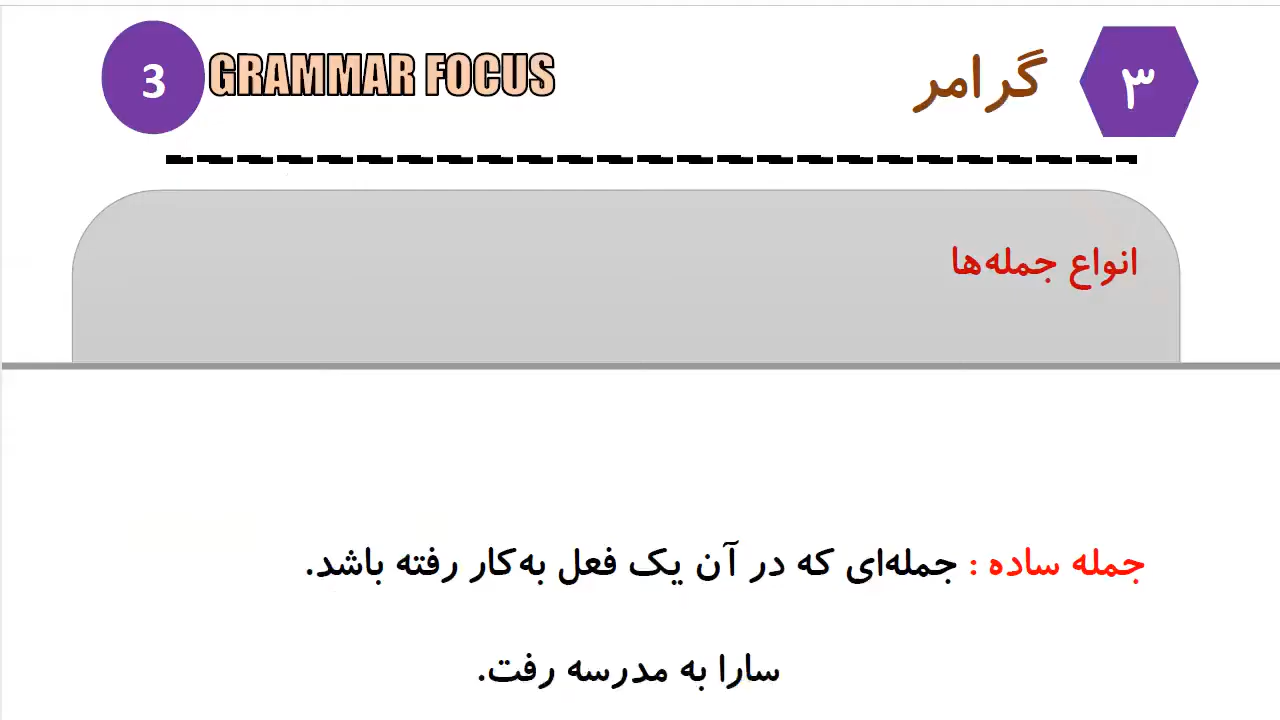 3 GRAMMAR FOCUS گرامر ۳
انواع جمله‌ها
جمله ساده : جمله‌ای که در آن یک فعل به‌کار رفته باشد.
سارا به مدرسه رفت.